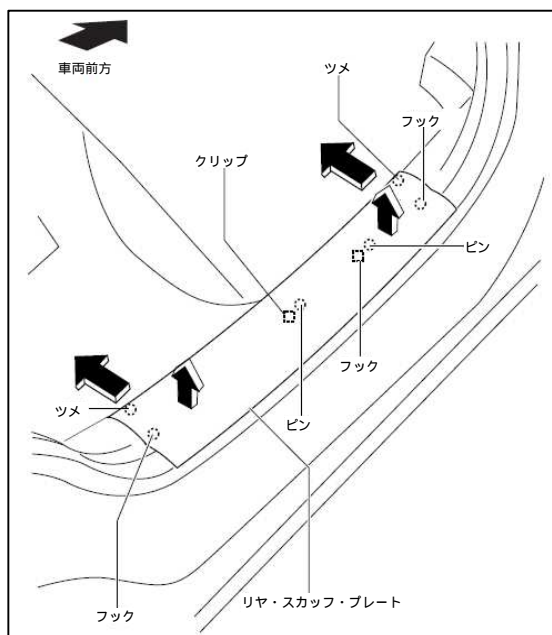 車両前方
ツメ
フック
クリップ
ピン
フック
ツメ
ピン
フック
リヤ・スカッフ・プレート